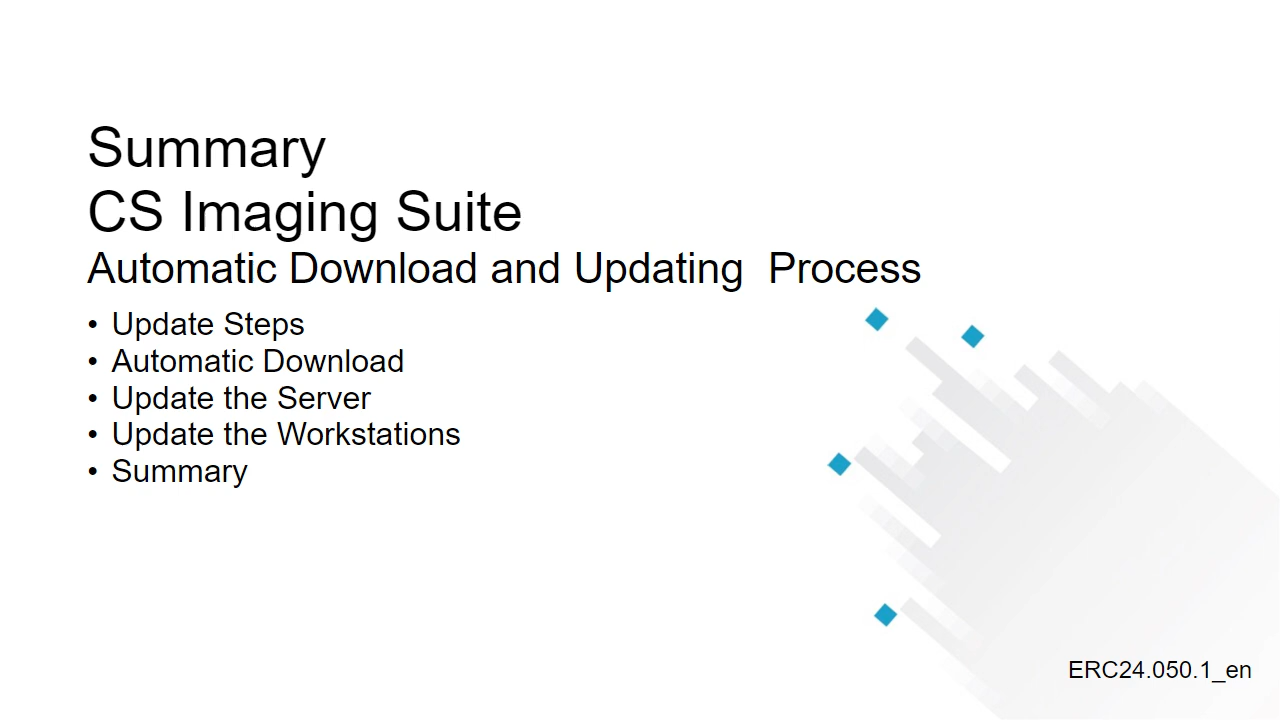 Summary
CS Imaging Suite
Automatic Download and Updating  Process
• Update Steps
• Automatic Download
• Update the Server
• Update the Workstations
• Summary
ERC24.050.1_en